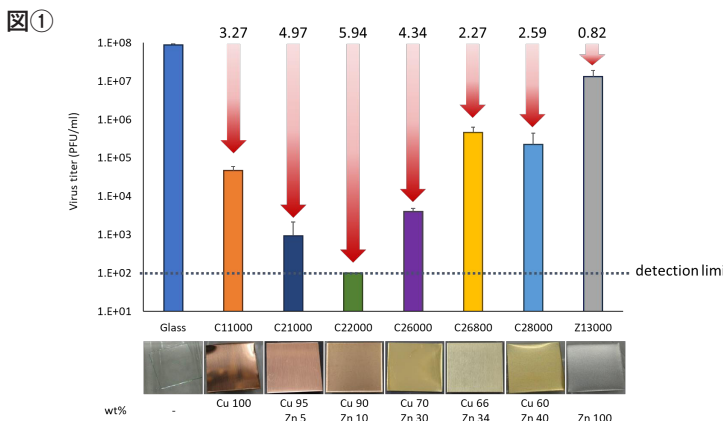 図①
3.27 4.97 5.94 4.34 2.27 2.59 0.82
Virus titer (PFU/ml)
1.E+08
1.E+07
1.E+06
1.E+05
1.E+04
1.E+03
1.E+02
1.E+01
detection limi
Glass C11000 C21000 C22000 C26000 C26800 C28000 Z13000
wt% - Cu 100 Cu 95 Cu 90 Cu 70 Cu 66 Cu 60
Zn 5 Zn 10 Zn 30 Zn 34 Zn 40 Zn 100